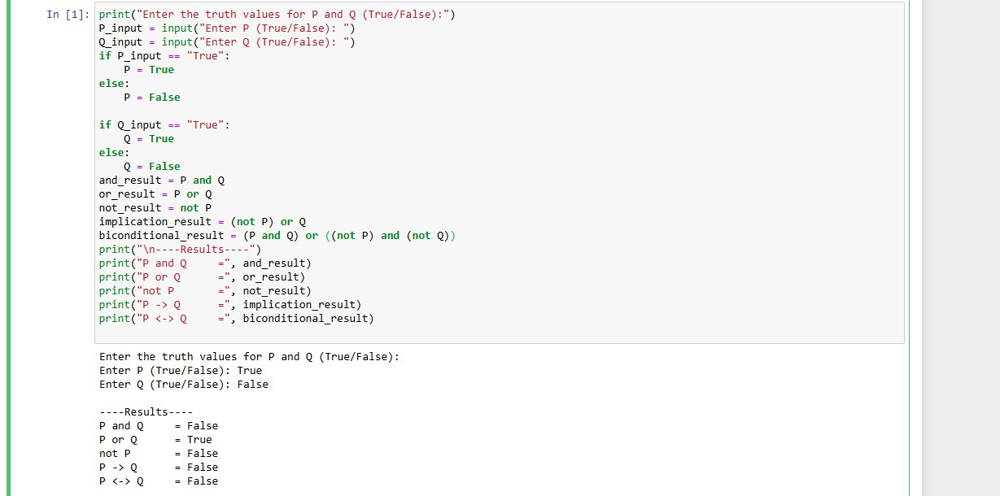 In [1]: print("Enter the truth values for P and Q (True/False):")
P_input = input("Enter P (True/False): ")
Q_input = input("Enter Q (True/False): ")
if P_input == "True":
    P = True
else:
    P = False

if Q_input == "True":
    Q = True
else:
    Q = False
and_result = P and Q
or_result = P or Q
not_result = not P
implication_result = (not P) or Q
biconditional_result = (P and Q) or ((not P) and (not Q))
print("\n----Results----")
print("P and Q     =", and_result)
print("P or Q      =", or_result)
print("not P       =", not_result)
print("P -> Q      =", implication_result)
print("P <-> Q     =", biconditional_result)

Enter the truth values for P and Q (True/False):
Enter P (True/False): True
Enter Q (True/False): False

----Results----
P and Q     = False
P or Q      = True
not P       = False
P -> Q      = False
P <-> Q     = False